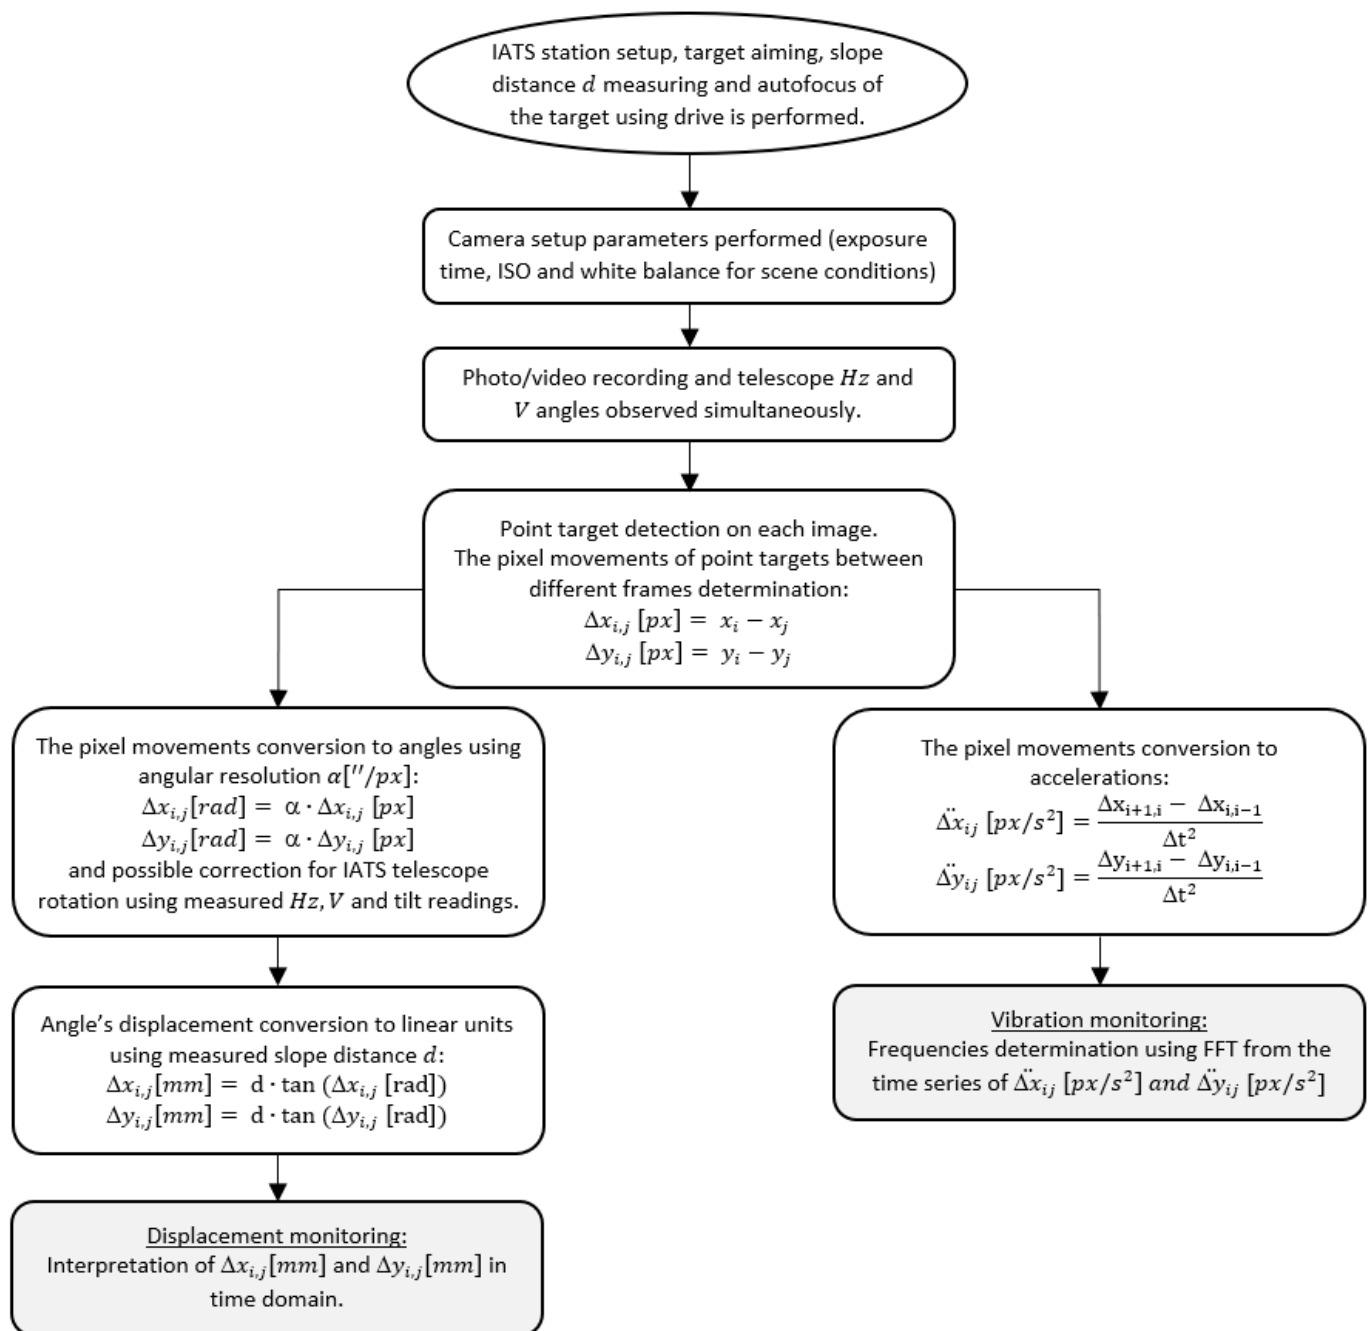 IATS station setup, target aiming, slope
distance d measuring and autofocus of
the target using drive is performed.
Camera setup parameters performed (exposure
time, ISO and white balance for scene conditions)
Photo/video recording and telescope Hz and
V angles observed simultaneously.
Point target detection on each image.
The pixel movements of point targets between
different frames determination:
Δx_{i,j} [px] = x_i − x_j
Δy_{i,j} [px] = y_i − y_j
The pixel movements conversion to angles using
angular resolution α[′′/px]:
Δx_{i,j}[rad] = α · Δx_{i,j} [px]
Δy_{i,j}[rad] = α · Δy_{i,j} [px]
and possible correction for IATS telescope
rotation using measured Hz, V and tilt readings.
Angle’s displacement conversion to linear units
using measured slope distance d:
Δx_{i,j}[mm] = d · tan (Δx_{i,j} [rad])
Δy_{i,j}[mm] = d · tan (Δy_{i,j} [rad])
Displacement monitoring:
Interpretation of Δx_{i,j}[mm] and Δy_{i,j}[mm] in
time domain.
The pixel movements conversion to
accelerations:
Δ̈x_{ij} [px/s²] = (Δx_{i+1,i} − Δx_{i,i−1}) / Δt²
Δ̈y_{ij} [px/s²] = (Δy_{i+1,i} − Δy_{i,i−1}) / Δt²
Vibration monitoring:
Frequencies determination using FFT from the
time series of Δ̈x_{ij} [px/s²] and Δ̈y_{ij} [px/s²]